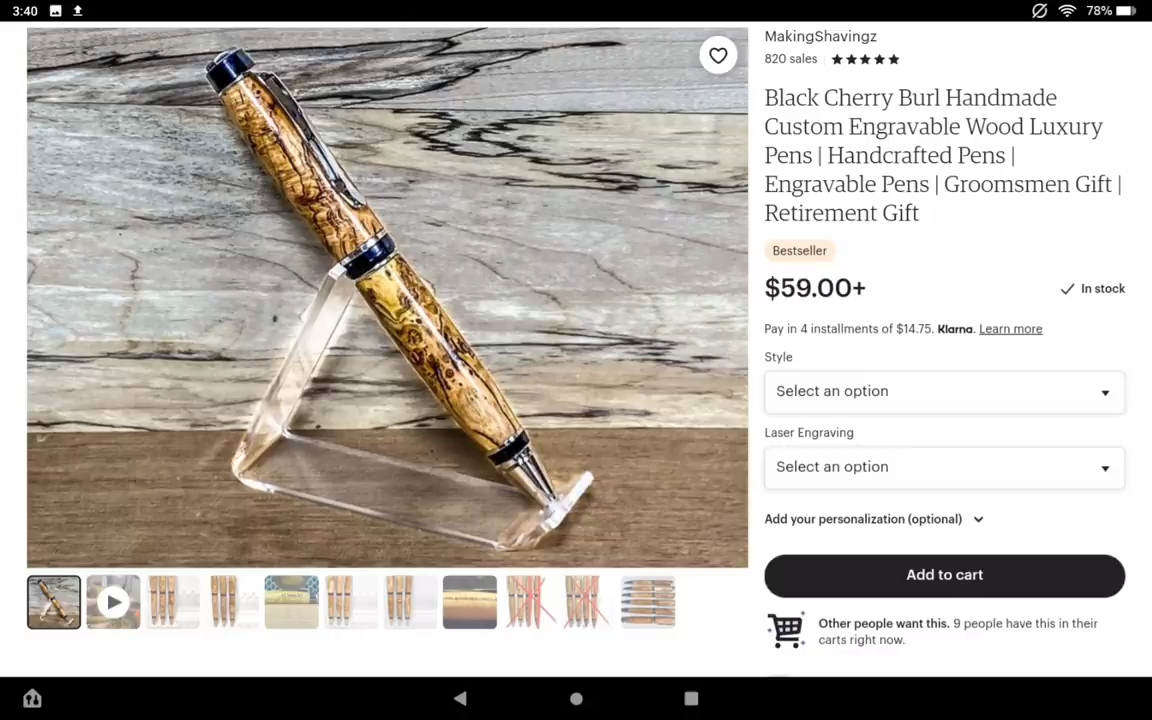 3:40
78%
MakingShavingz
820 sales
Black Cherry Burl Handmade
Custom Engravable Wood Luxury
Pens | Handcrafted Pens |
Engravable Pens | Groomsmen Gift |
Retirement Gift
Bestseller
$59.00+
In stock
Pay in 4 installments of $14.75. Klarna. Learn more
Style
Select an option
Laser Engraving
Select an option
Add your personalization (optional)
Add to cart
Other people want this. 9 people have this in their
carts right now.